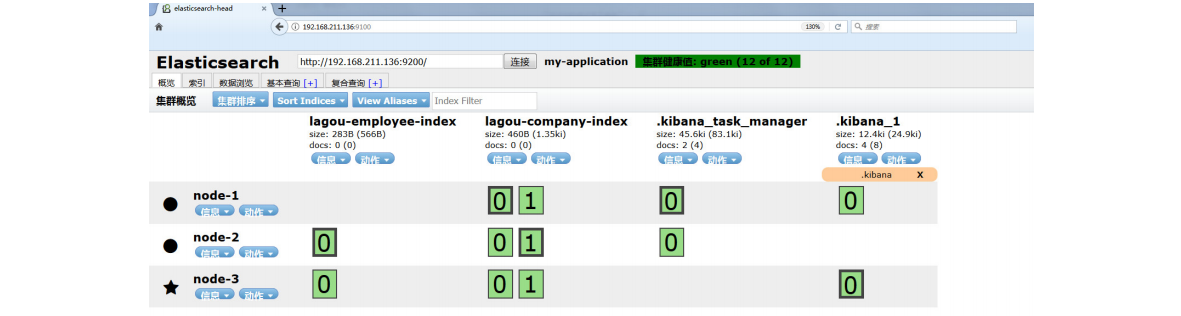 elasticsearch-head × +
192.168.211.136:9100 130% 搜索
Elasticsearch http://192.168.211.136:9200/ 连接 my-application 集群健康值: green (12 of 12)
概览 索引 数据浏览 基本查询 [+] 复合查询 [+]
集群概览 集群排序 Sort Indices View Aliases Index Filter
lagou-employee-index lagou-company-index .kibana_task_manager .kibana_1
size: 283B (566B) size: 460B (1.35ki) size: 45.6ki (83.1ki) size: 12.4ki (24.9ki)
docs: 0 (0) docs: 0 (0) docs: 2 (4) docs: 4 (8)
信息 动作 信息 动作 信息 动作 信息 动作
.kibana X
node-1 0 1 0 0
信息 动作
node-2 0 0 1 0
信息 动作
node-3 0 0 1 0
信息 动作